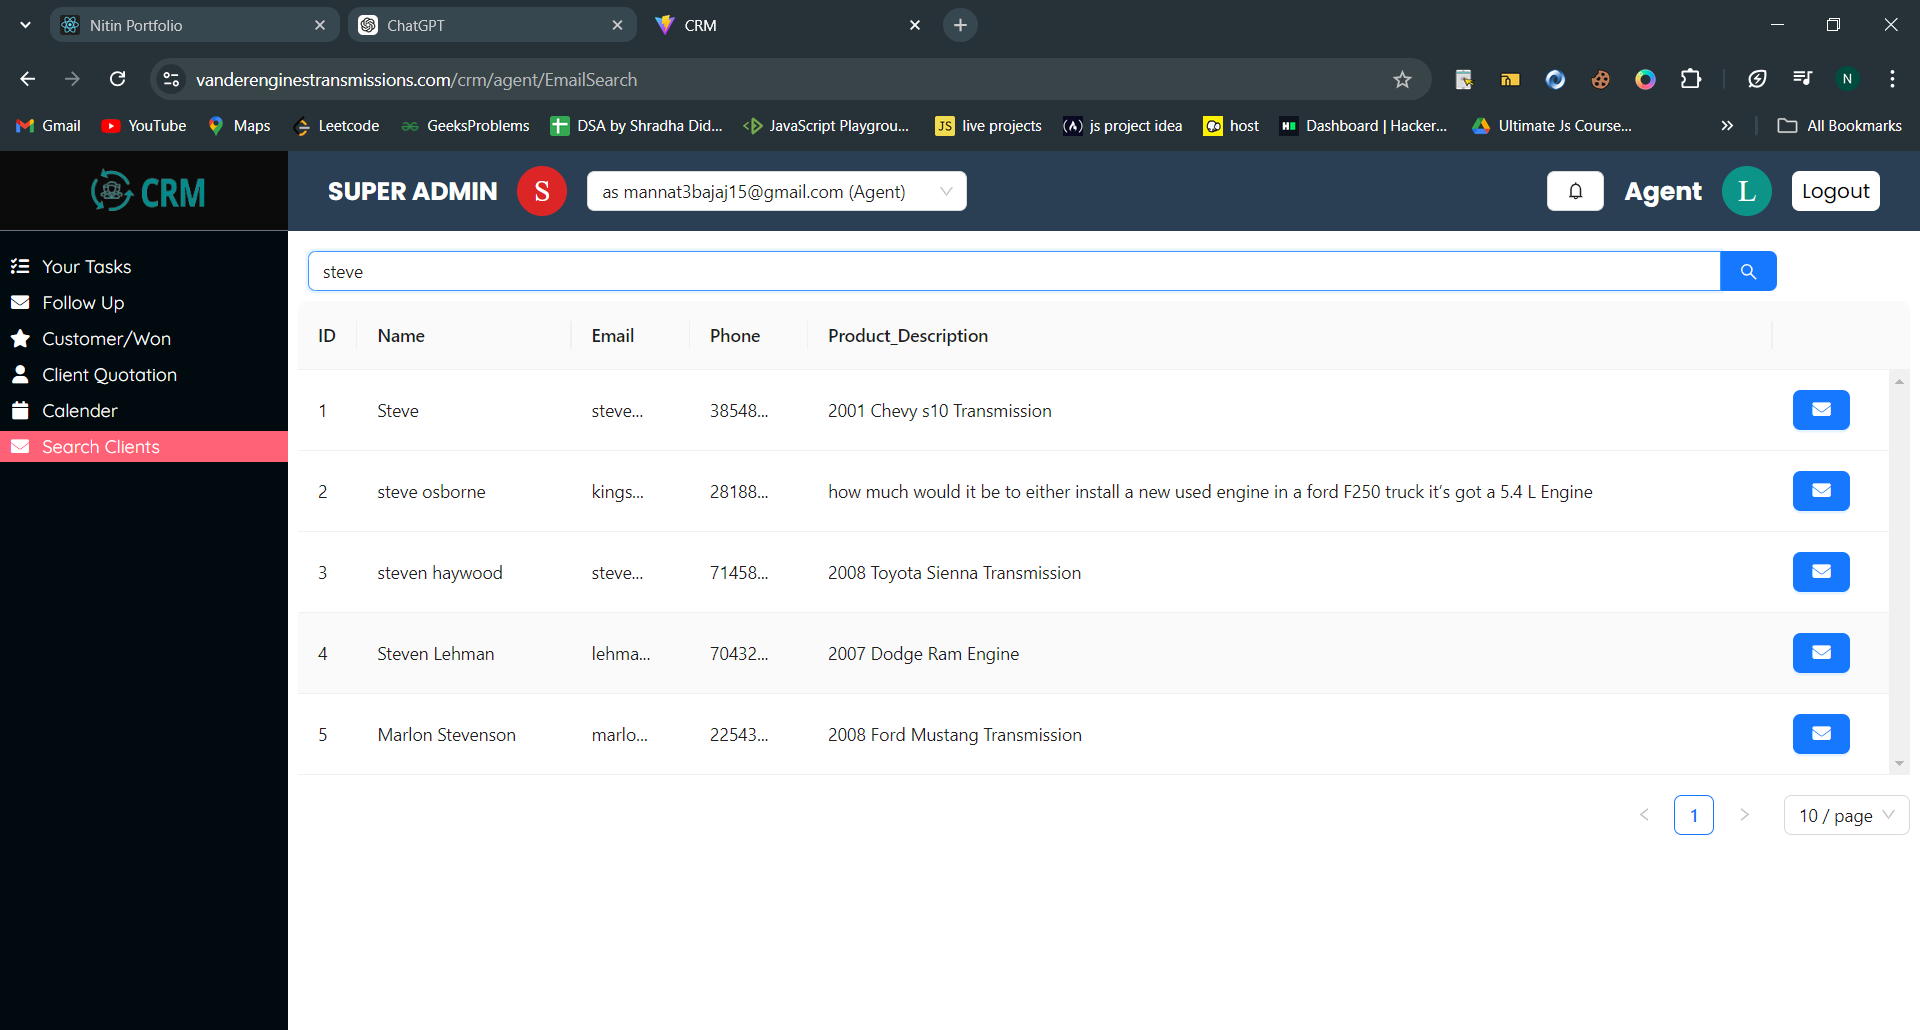 Nitin Portfolio
ChatGPT
CRM
vanderenginestransmissions.com/crm/agent/EmailSearch
N
Gmail
YouTube
Maps
Leetcode
GeeksProblems
DSA by Shradha Did...
JavaScript Playgrou...
JS live projects
js project idea
host
Dashboard | Hacker...
Ultimate Js Course...
All Bookmarks
CRM
SUPER ADMIN
S
as mannat3bajaj15@gmail.com (Agent)
Agent
L
Logout
Your Tasks
Follow Up
Customer/Won
Client Quotation
Calender
Search Clients
steve
ID Name Email Phone Product_Description
1 Steve steve... 38548... 2001 Chevy s10 Transmission
2 steve osborne kings... 28188... how much would it be to either install a new used engine in a ford F250 truck it's got a 5.4 L Engine
3 steven haywood steve... 71458... 2008 Toyota Sienna Transmission
4 Steven Lehman lehma... 70432... 2007 Dodge Ram Engine
5 Marlon Stevenson marlo... 22543... 2008 Ford Mustang Transmission
1
10 / page